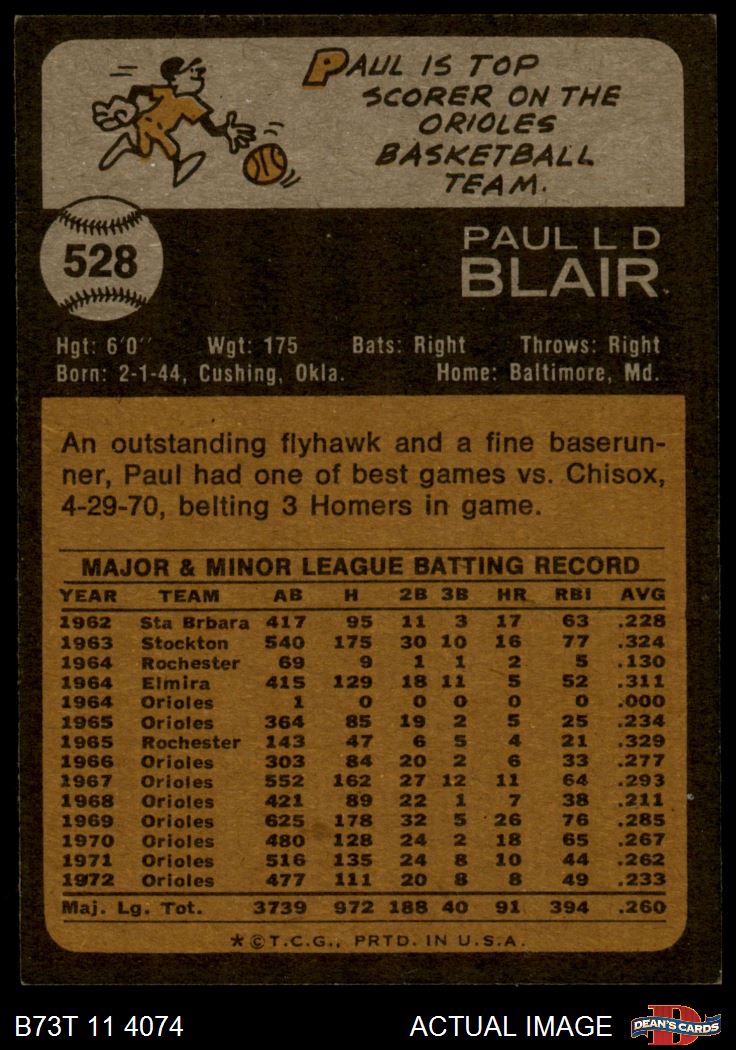 PAUL IS TOP
SCORER ON THE
ORIOLES
BASKETBALL
TEAM.
528
PAUL L D
BLAIR
Hgt: 6'0" Wgt: 175 Bats: Right Throws: Right
Born: 2-1-44, Cushing, Okla. Home: Baltimore, Md.
An outstanding flyhawk and a fine baserun-
ner, Paul had one of best games vs. Chisox,
4-29-70, belting 3 Homers in game.
MAJOR & MINOR LEAGUE BATTING RECORD
YEAR TEAM AB H 2B 3B HR RBI AVG
1962 Sta Brbara 417 95 11 3 17 63 .228
1963 Stockton 540 175 30 10 16 77 .324
1964 Rochester 69 9 1 1 2 5 .130
1964 Elmira 415 129 18 11 5 52 .311
1964 Orioles 1 0 0 0 0 0 .000
1965 Orioles 364 85 19 2 5 25 .234
1965 Rochester 143 47 6 5 4 21 .329
1966 Orioles 303 84 20 2 6 33 .277
1967 Orioles 552 162 27 12 11 64 .293
1968 Orioles 421 89 22 1 7 38 .211
1969 Orioles 625 178 32 5 26 76 .285
1970 Orioles 480 128 24 2 18 65 .267
1971 Orioles 516 135 24 8 10 44 .262
1972 Orioles 477 111 20 8 8 49 .233
Maj. Lg. Tot. 3739 972 188 40 91 394 .260
*©T.C.G., PRTD. IN U.S.A.
B73T 11 4074 ACTUAL IMAGE
D
DEAN'S CARDS